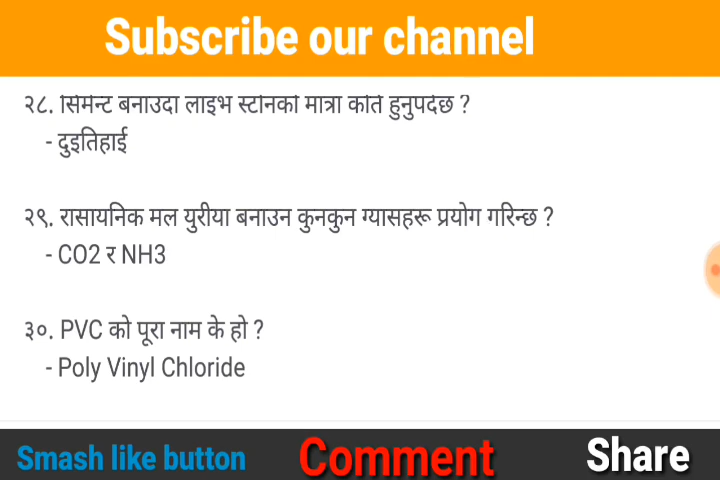 Subscribe our channel
२८. सिमेन्ट बनाउदा लाइभ स्टोनको मात्रा कति हुनुपर्दछ ?
- दुइतिहाई
२९. रासायनिक मल युरीया बनाउन कुनकुन ग्यासहरू प्रयोग गरिन्छ ?
- CO2 र NH3
३०. PVC को पूरा नाम के हो ?
- Poly Vinyl Chloride
Smash like button Comment Share